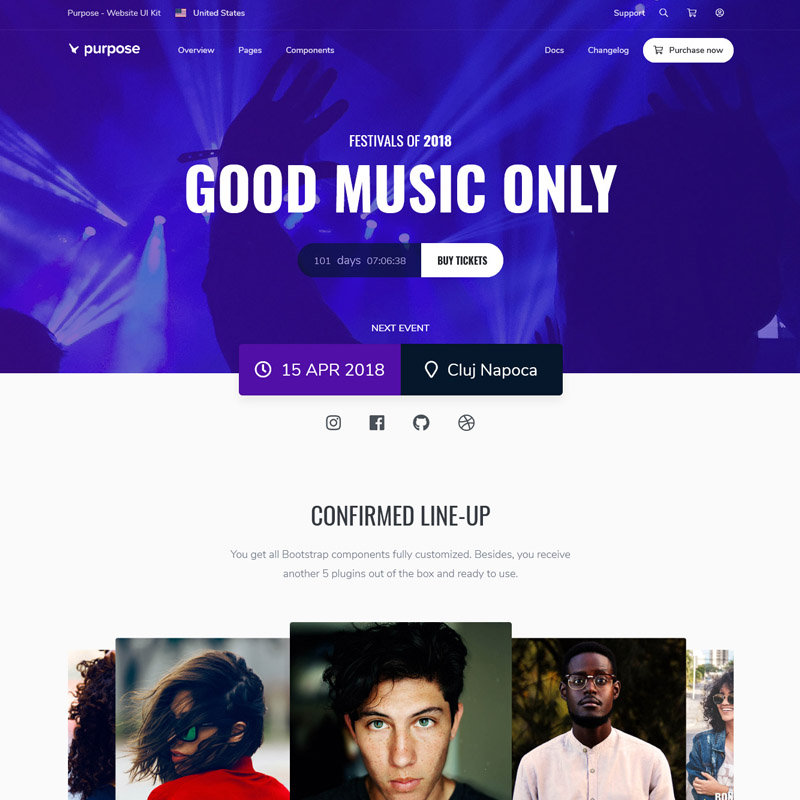 Purpose - Website UI Kit United States Support
purpose Overview Pages Components Docs Changelog Purchase now
FESTIVALS OF 2018
GOOD MUSIC ONLY
101 days 07:06:38 BUY TICKETS
NEXT EVENT
15 APR 2018 Cluj Napoca
CONFIRMED LINE-UP
You get all Bootstrap components fully customized. Besides, you receive
another 5 plugins out of the box and ready to use.